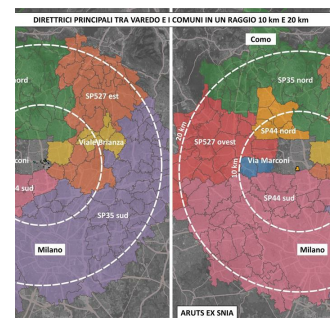 DIRETTRICI PRINCIPALI TRA VAREDO E I COMUNI IN UN RAGGIO 10 km E 20 km
nord
SP527 est
Viale Brianza
coni
4 sud
SP35 sud
Milano
Como
SP35 nord
20 km
SP44 nord
SP527 ovest
10 km
Via Marconi
SP44 sud
Milano
ARUTS EX SNIA